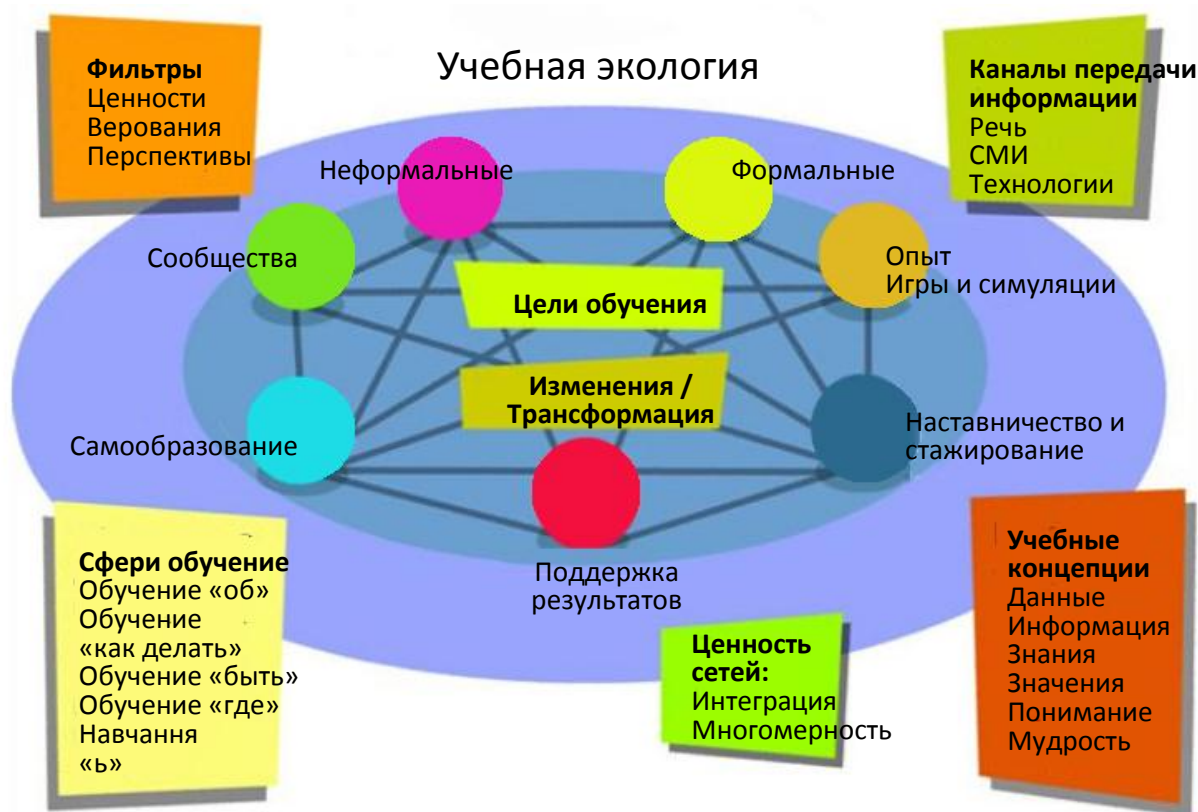 Учебная экология
Фильтры
Ценности
Верования
Перспективы
Каналы передачи
информации
Речь
СМИ
Технологии
Неформальные
Формальные
Сообщества
Опыт
Игры и симуляции
Цели обучения
Изменения /
Трансформация
Самообразование
Наставничество и
стажирование
Поддержка
результатов
Сфери обучение
Обучение «об»
Обучение
«как делать»
Обучение «быть»
Обучение «где»
Навчання
«ь»
Ценность
сетей:
Интеграция
Многомерность
Учебные
концепции
Данные
Информация
Знания
Значения
Понимание
Мудрость